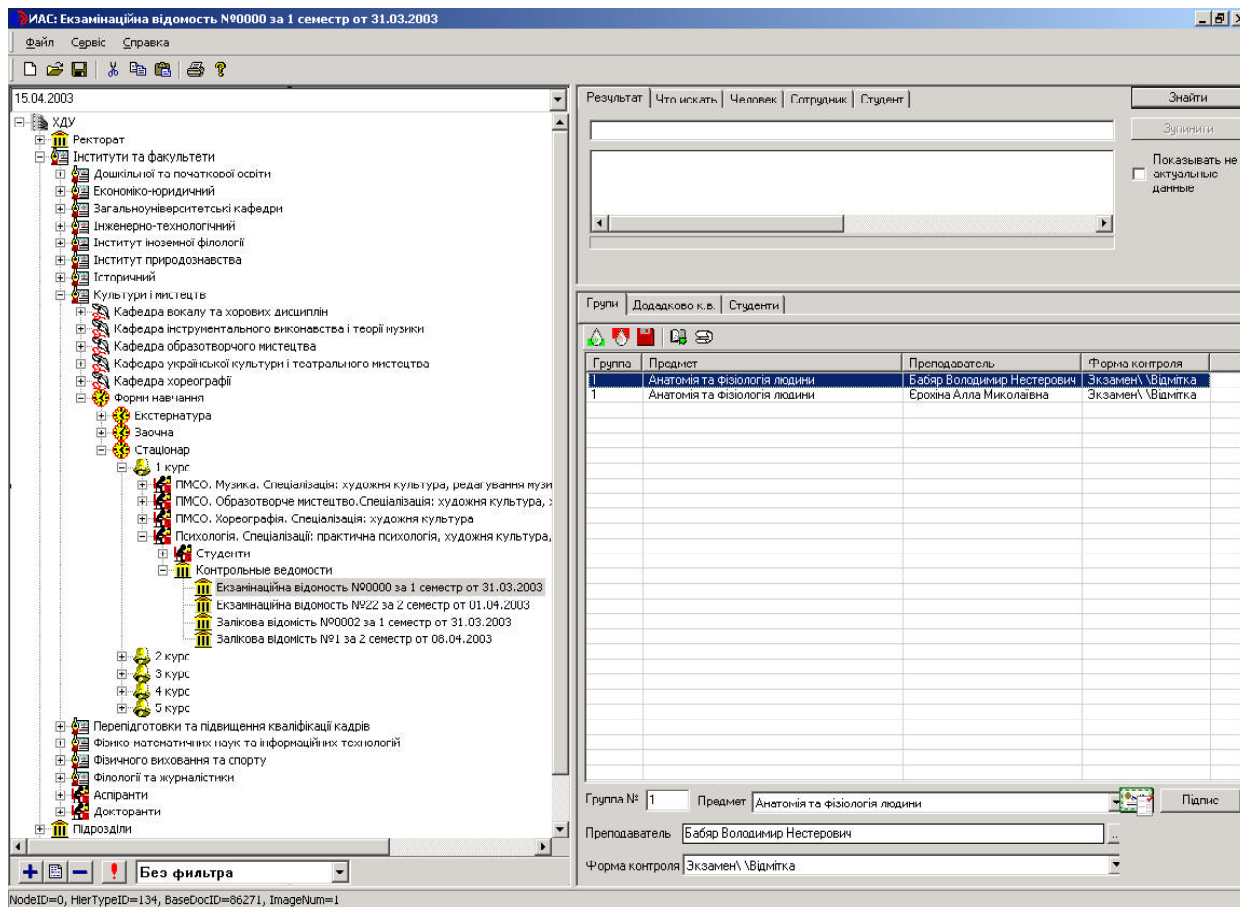 ИАС: Екзамінаційна відомость №0000 за 1 семестр от 31.03.2003
Файл Сервіс Справка
15.04.2003
ХДУ
Ректорат
Інститути та факультети
Дошкільної та початкової освіти
Економіко-юридичний
Загальноуніверситетські кафедри
Інженерно-технологічний
Інститут іноземної філології
Інститут природознавства
Історичний
Культури і мистецтв
Кафедра вокалу та хорових дисциплін
Кафедра інструментального виконавства і теорії музики
Кафедра образотворчого мистецтва
Кафедра української культури і театрального мистецтва
Кафедра хореографії
Форми навчання
Екстернатура
Заочна
Стаціонар
1 курс
ПМСО. Музика. Спеціалізація: художня культура, редагування музи
ПМСО. Образотворче мистецтво.Спеціалізація: художня культура,
ПМСО. Хореографія. Спеціалізація: художня культура
Психологія. Спеціалізації: практична психологія, художня культура,
Студенти
Контрольные ведомости
Екзамінаційна відомость №0000 за 1 семестр от 31.03.2003
Екзамінаційна відомость №22 за 2 семестр от 01.04.2003
Залікова відомість №0002 за 1 семестр от 31.03.2003
Залікова відомість №1 за 2 семестр от 08.04.2003
2 курс
3 курс
4 курс
5 курс
Перепідготовки та підвищення кваліфікації кадрів
Фізико математичних наук та інформаційних технологій
Фізичного виховання та спорту
Філології та журналістики
Аспіранти
Докторанти
Підрозділи
Без фильтра
Результат Что искать Человек Сотрудник Студент
Знайти
Зупинити
Показывать не
актуальные
данные
Групи Додадково к.в. Студенти
Группа Предмет Преподаватель Форма контроля
1 Анатомія та фізіологія людини Бабяр Володимир Нестерович Экзамен\ \Відмітка
1 Анатомія та фізіологія людини Єрохіна Алла Миколаївна Экзамен\ \Відмітка
Группа № 1 Предмет Анатомія та фізіологія людини Підпис
Преподаватель Бабяр Володимир Нестерович ...
Форма контроля Экзамен\ \Відмітка
NodeID=0, HierTypeID=134, BaseDocID=86271, ImageNum=1